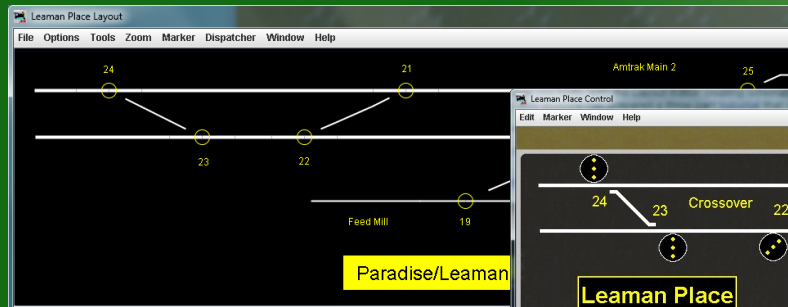 Leaman Place Layout
File Options Tools Zoom Marker Dispatcher Window Help
24
21
Amtrak Main 2
25
23
22
Feed Mill
19
Paradise/Leaman
Leaman Place Control
Edit Marker Window Help
24
23
Crossover
22
Leaman Place